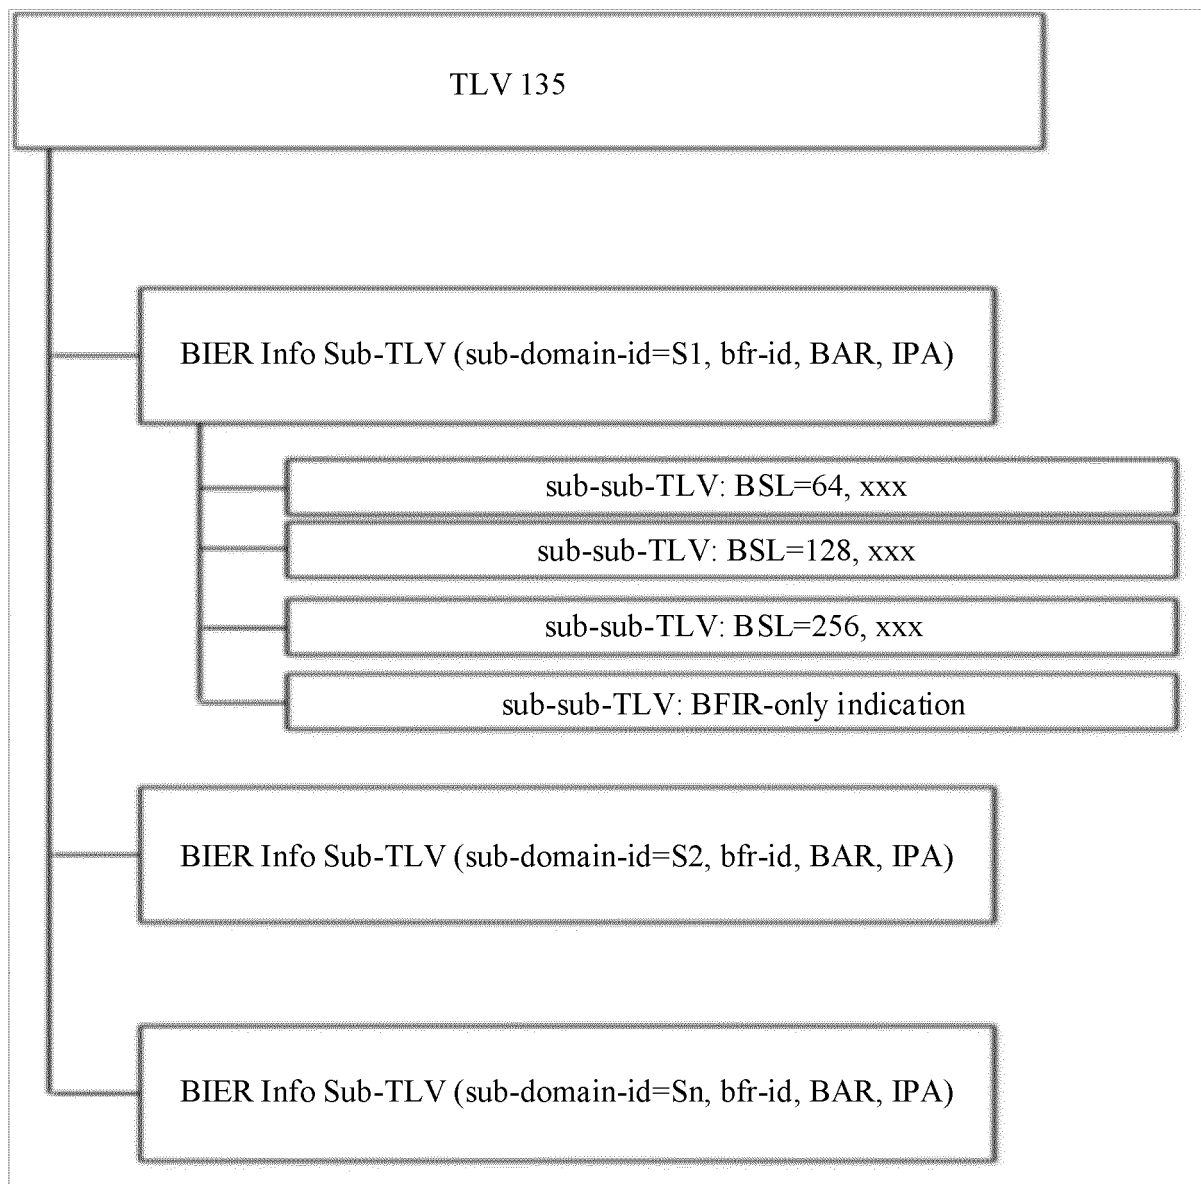 TLV 135
BIER Info Sub-TLV (sub-domain-id=S1, bfr-id, BAR, IPA)
sub-sub-TLV: BSL=64, xxx
sub-sub-TLV: BSL=128, xxx
sub-sub-TLV: BSL=256, xxx
sub-sub-TLV: BFIR-only indication
BIER Info Sub-TLV (sub-domain-id=S2, bfr-id, BAR, IPA)
BIER Info Sub-TLV (sub-domain-id=Sn, bfr-id, BAR, IPA)